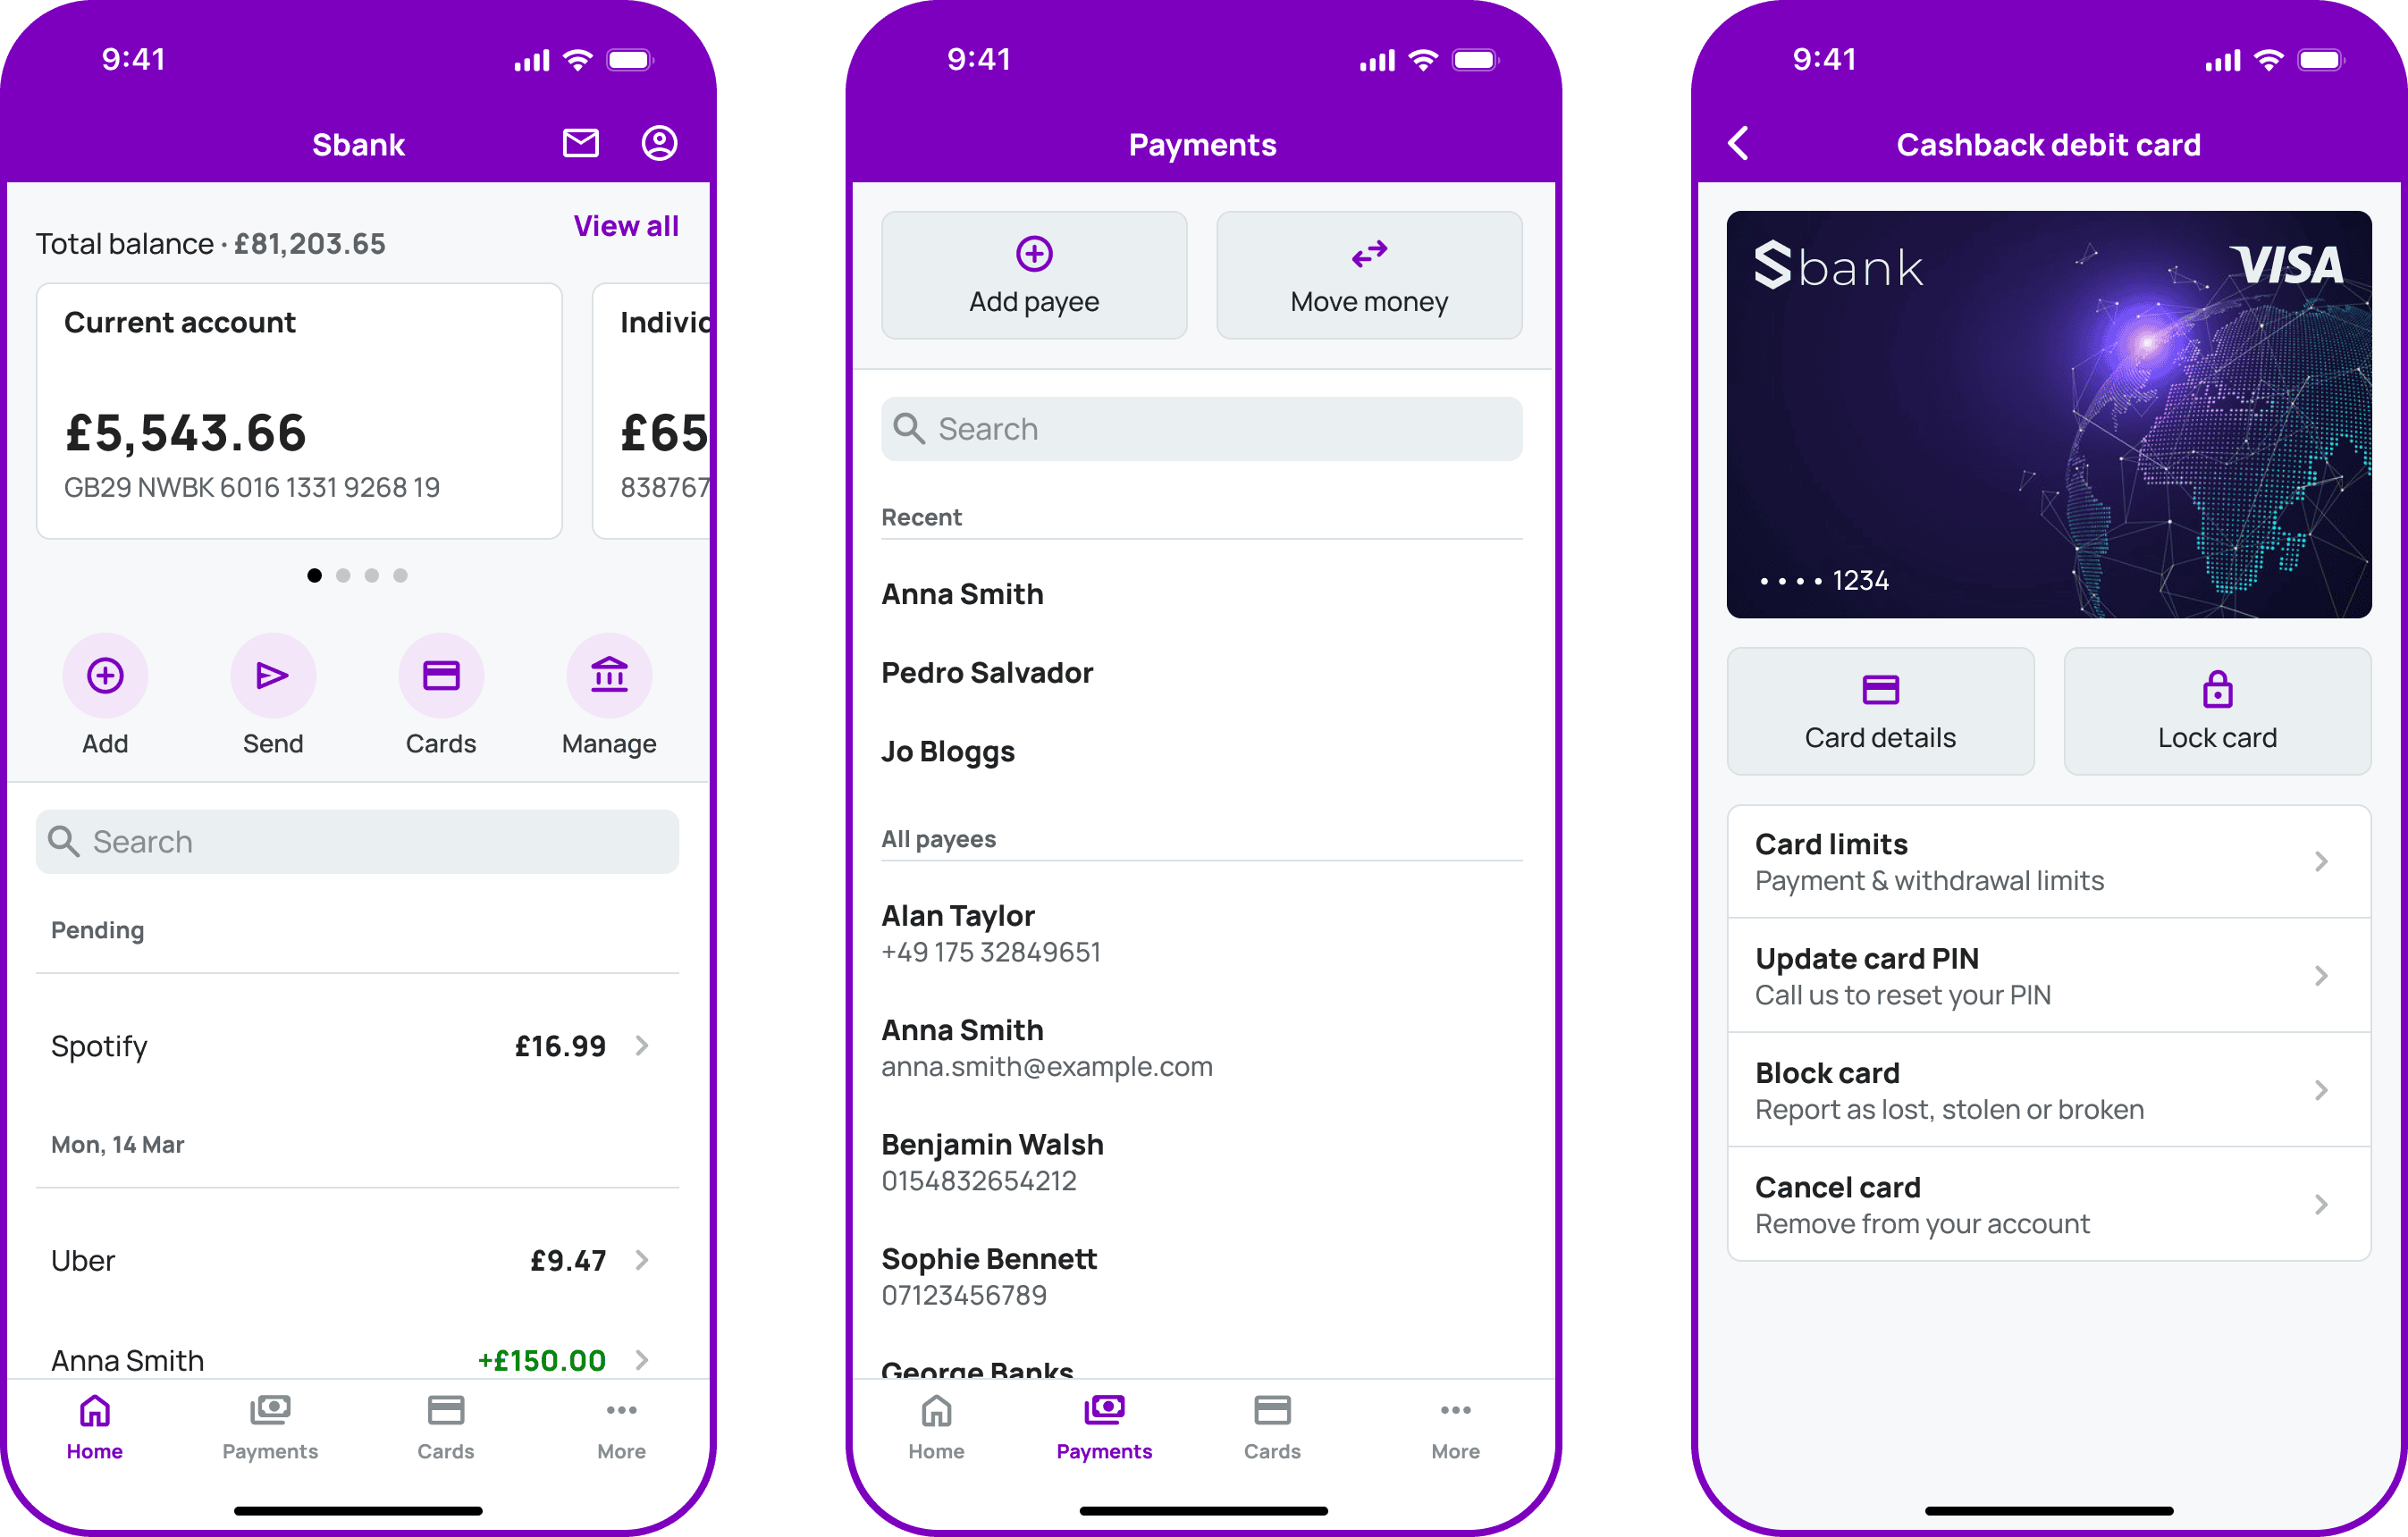 9:41
Sbank
View all
Total balance · £81,203.65
Current account
£5,543.66
GB29 NWBK 6016 1331 9268 19
Individ
£65
838767
Add
Send
Cards
Manage
Search
Pending
Spotify £16.99
Mon, 14 Mar
Uber £9.47
Anna Smith +£150.00
Home
Payments
Cards
More
9:41
Payments
Add payee
Move money
Search
Recent
Anna Smith
Pedro Salvador
Jo Bloggs
All payees
Alan Taylor
+49 175 32849651
Anna Smith
anna.smith@example.com
Benjamin Walsh
0154832654212
Sophie Bennett
07123456789
George Banks
Home
Payments
Cards
More
9:41
Cashback debit card
Sbank
VISA
•••• 1234
Card details
Lock card
Card limits
Payment & withdrawal limits
Update card PIN
Call us to reset your PIN
Block card
Report as lost, stolen or broken
Cancel card
Remove from your account